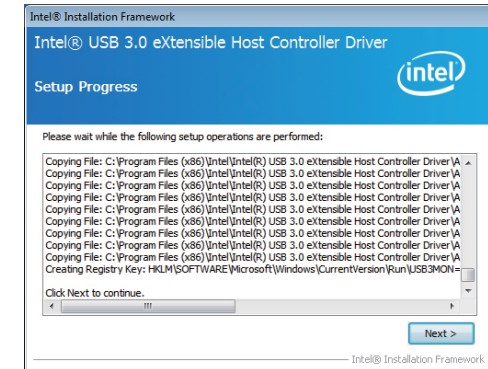 Intel® Installation Framework
Intel® USB 3.0 eXtensible Host Controller Driver
intel
Setup Progress
Please wait while the following setup operations are performed:
Copying File: C:\Program Files (x86)\Intel\Intel(R) USB 3.0 eXtensible Host Controller Driver\A
Copying File: C:\Program Files (x86)\Intel\Intel(R) USB 3.0 eXtensible Host Controller Driver\A
Copying File: C:\Program Files (x86)\Intel\Intel(R) USB 3.0 eXtensible Host Controller Driver\A
Copying File: C:\Program Files (x86)\Intel\Intel(R) USB 3.0 eXtensible Host Controller Driver\A
Copying File: C:\Program Files (x86)\Intel\Intel(R) USB 3.0 eXtensible Host Controller Driver\A
Copying File: C:\Program Files (x86)\Intel\Intel(R) USB 3.0 eXtensible Host Controller Driver\A
Copying File: C:\Program Files (x86)\Intel\Intel(R) USB 3.0 eXtensible Host Controller Driver\A
Copying File: C:\Program Files (x86)\Intel\Intel(R) USB 3.0 eXtensible Host Controller Driver\A
Copying File: C:\Program Files (x86)\Intel\Intel(R) USB 3.0 eXtensible Host Controller Driver\A
Creating Registry Key: HKLM\SOFTWARE\Microsoft\Windows\CurrentVersion\Run\USB3MON=
Click Next to continue.
Next >
Intel® Installation Framework